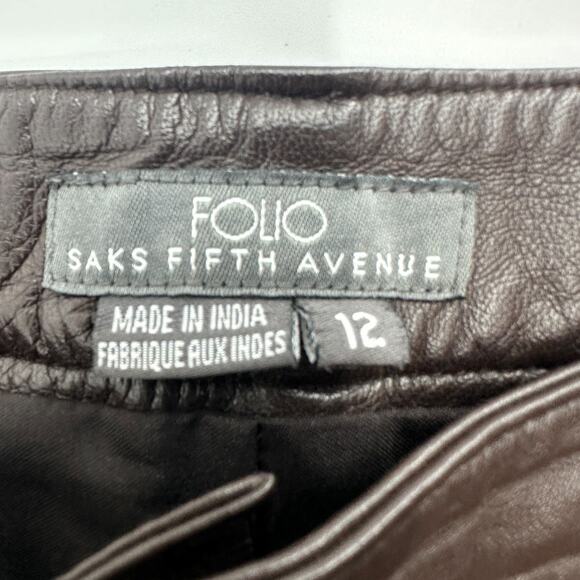 FOLIO
SAKS FIFTH AVENUE
MADE IN INDIA
FABRIQUE AUX INDES
12